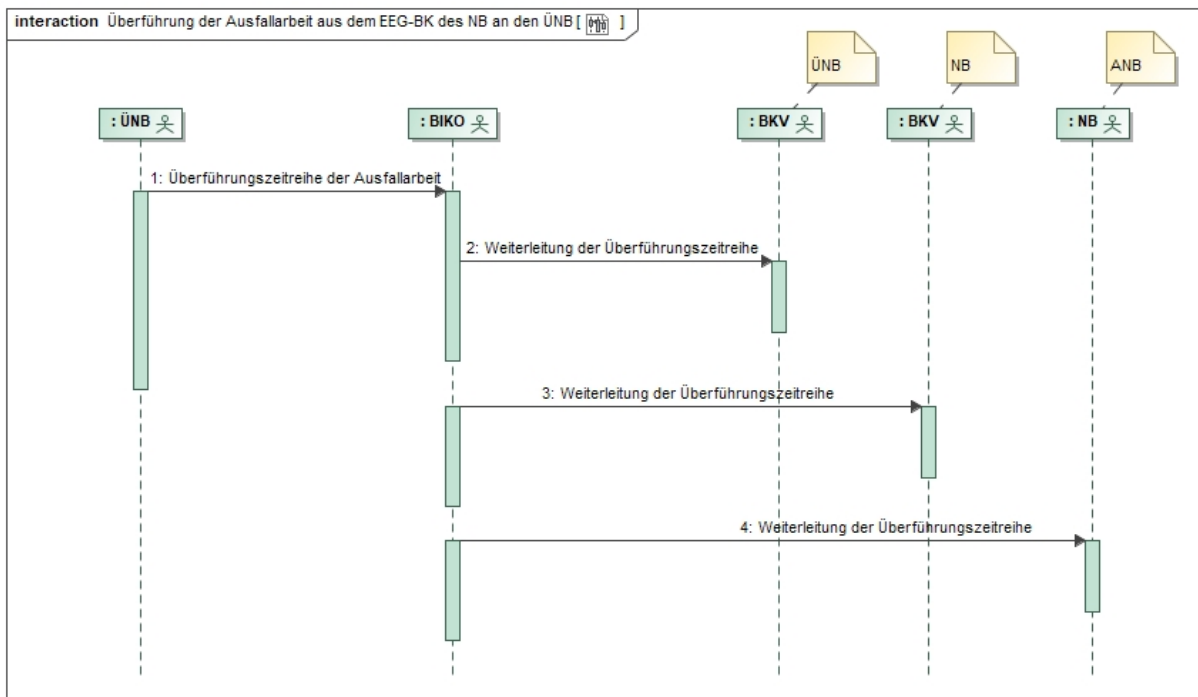 interaction Überführung der Ausfallarbeit aus dem EEG-BK des NB an den ÜNB [ ]
ÜNB
NB
ANB
: ÜNB
: BIKO
: BKV
: BKV
: NB
1: Überführungszeitreihe der Ausfallarbeit
2: Weiterleitung der Überführungszeitreihe
3: Weiterleitung der Überführungszeitreihe
4: Weiterleitung der Überführungszeitreihe